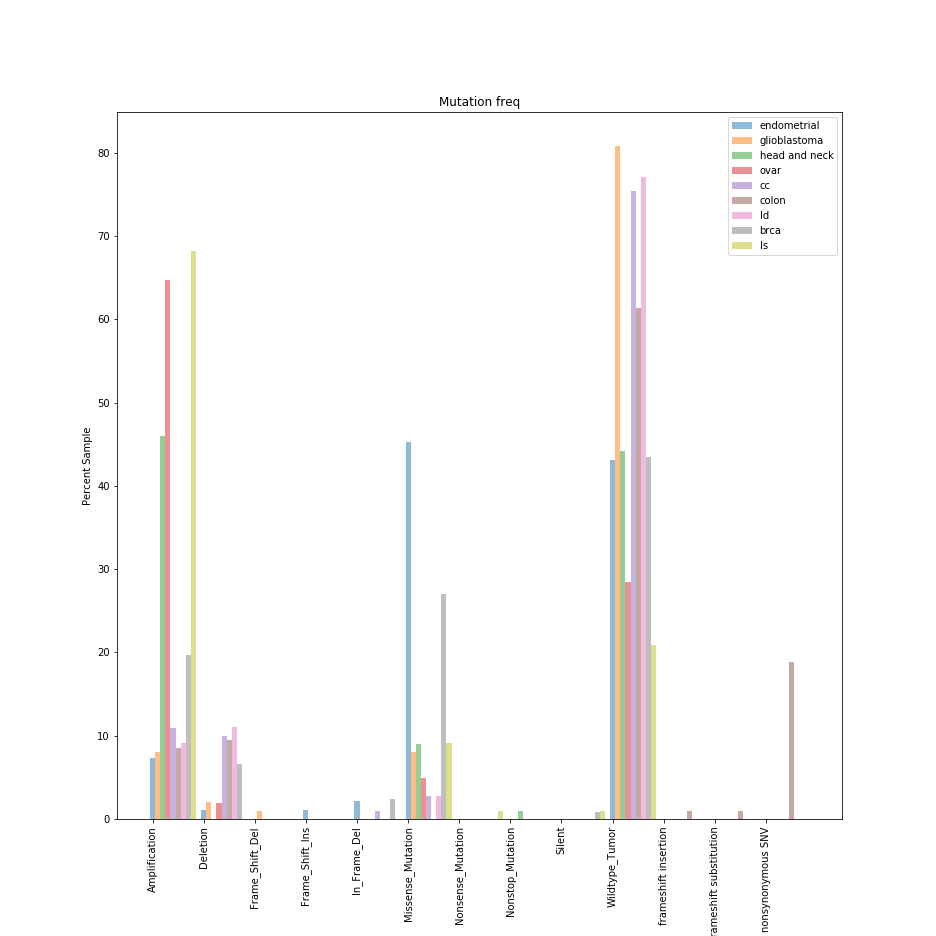 Mutation freq
endometrial
glioblastoma
head and neck
ovar
cc
colon
ld
brca
ls
Percent Sample
80
70
60
50
40
30
20
10
0
Amplification
Deletion
Frame_Shift_Del
Frame_Shift_Ins
In_Frame_Del
Missense_Mutation
Nonsense_Mutation
Nonstop_Mutation
Silent
Wildtype_Tumor
frameshift insertion
rameshift substitution
nonsynonymous SNV